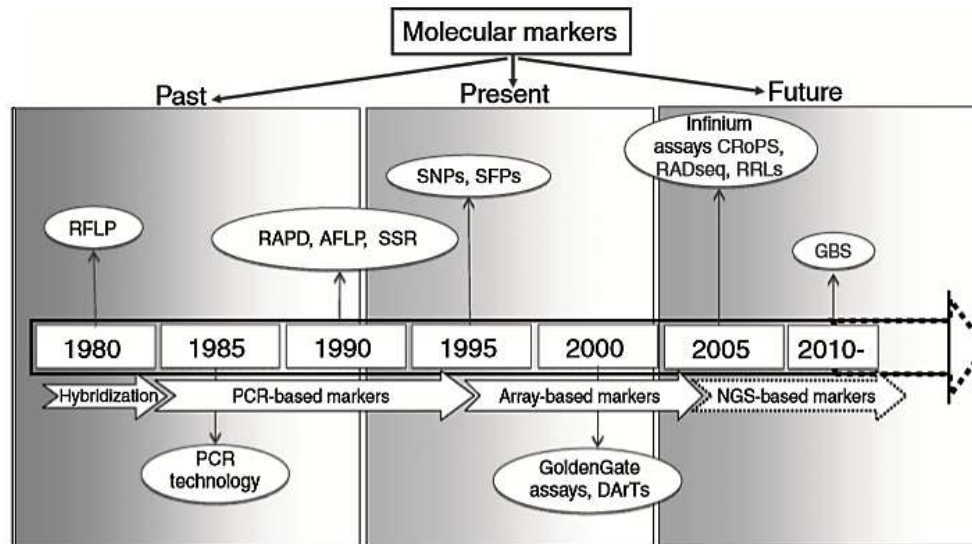 Molecular markers
Past
Present
Future
Infinium
assays CRoPS,
RADseq, RRLs
SNPs, SFPs
RFLP
RAPD, AFLP, SSR
GBS
1980
1985
1990
1995
2000
2005
2010-
Hybridization
PCR-based markers
Array-based markers
NGS-based markers
PCR
technology
GoldenGate
assays, DArTs